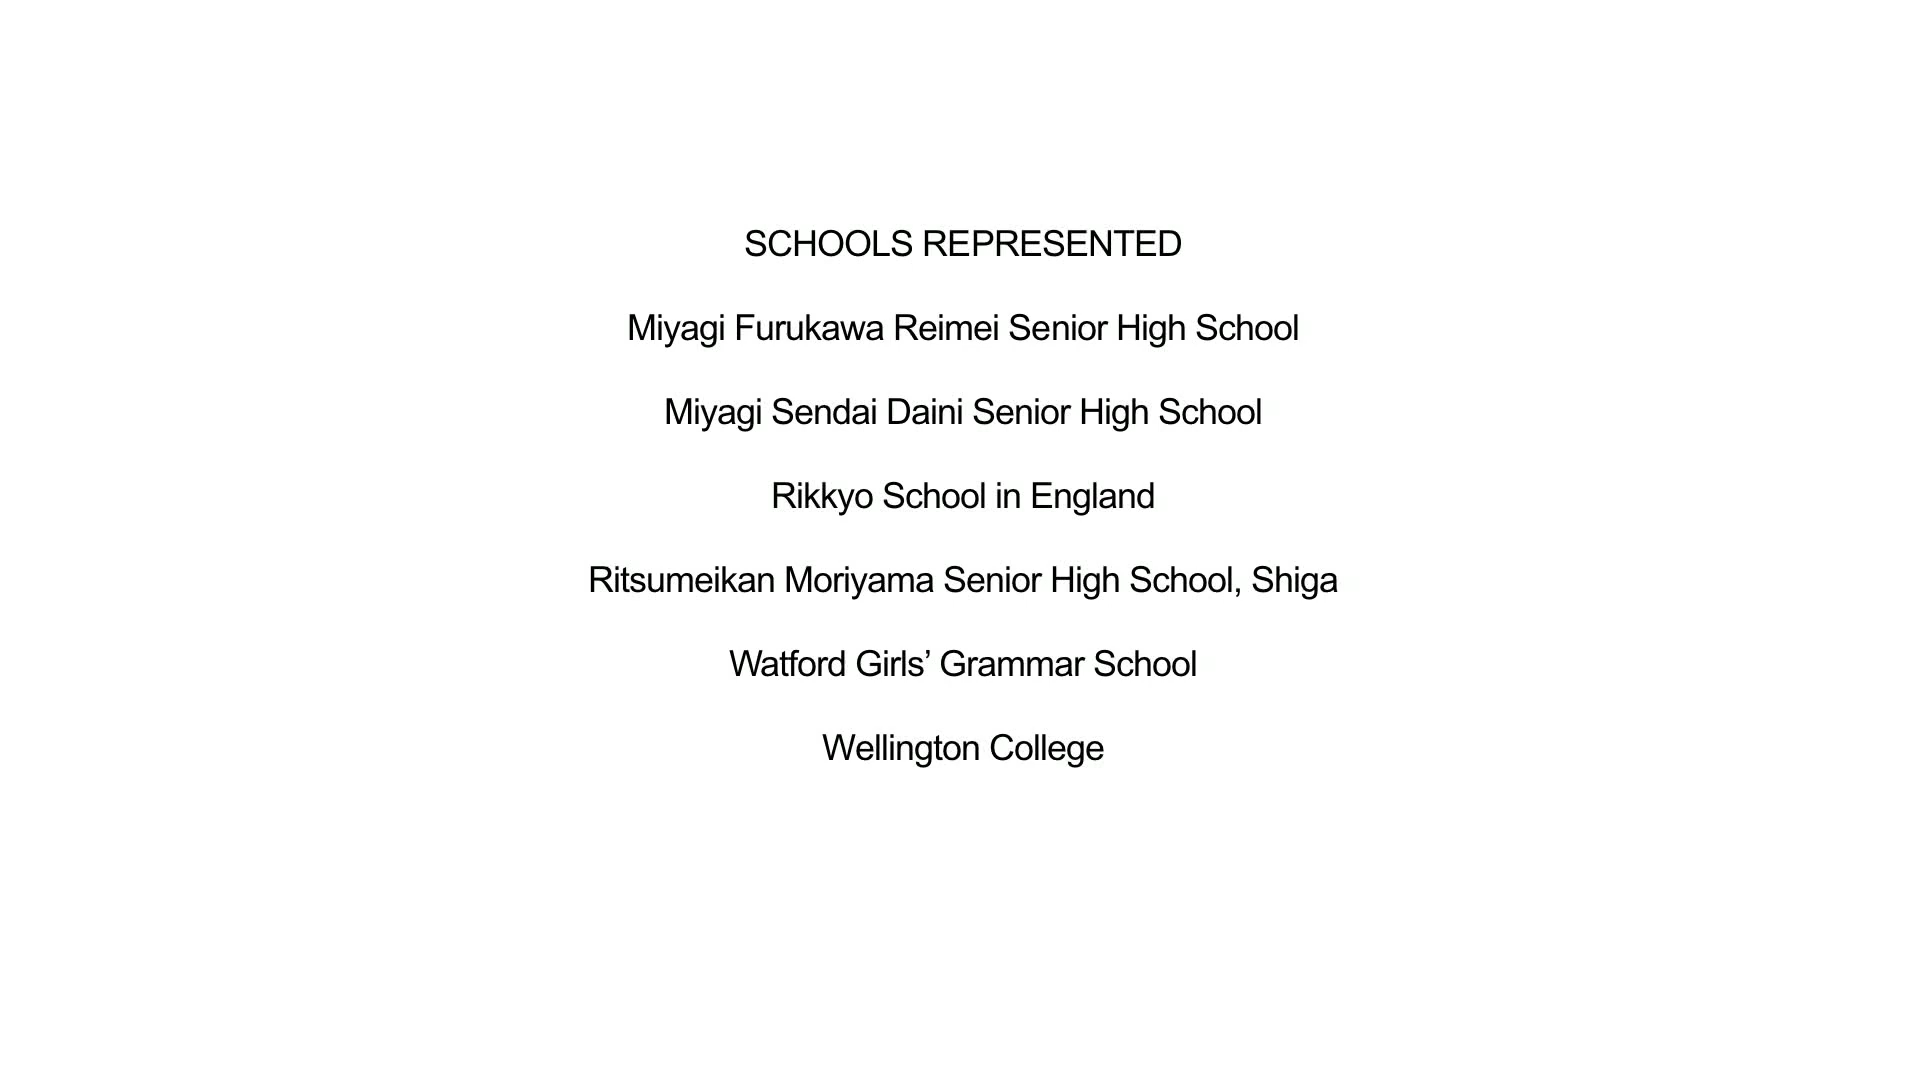 SCHOOLS REPRESENTED
Miyagi Furukawa Reimei Senior High School
Miyagi Sendai Daini Senior High School
Rikkyo School in England
Ritsumeikan Moriyama Senior High School, Shiga
Watford Girls’ Grammar School
Wellington College